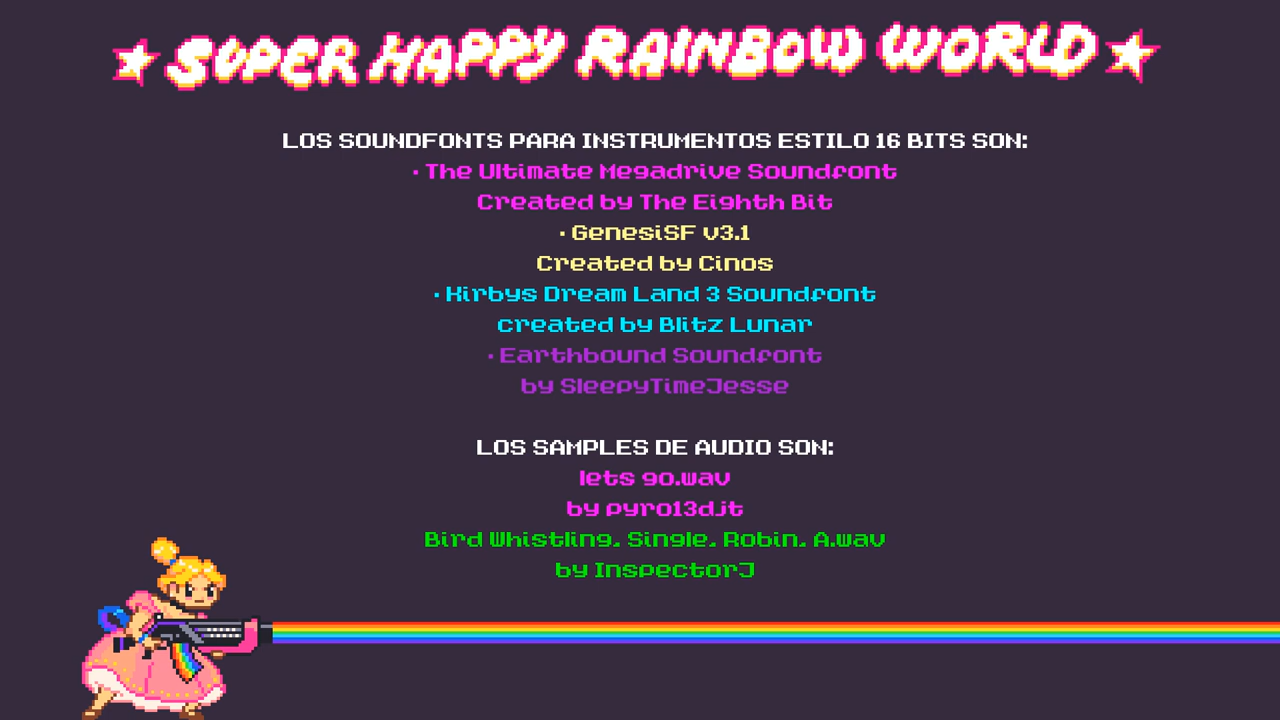 ★ SUPER HAPPY RAINBOW WORLD ★
LOS SOUNDFONTS PARA INSTRUMENTOS ESTILO 16 BITS SON:
· The Ultimate Megadrive Soundfont
Created by The Eighth Bit
· GenesiSF v3.1
Created by Cinos
· Kirbys Dream Land 3 Soundfont
created by Blitz Lunar
· Earthbound Soundfont
by SleepyTimeJesse
LOS SAMPLES DE AUDIO SON:
lets go.wav
by pyro13djt
Bird Whistling, Single, Robin, A.wav
by InspectorJ